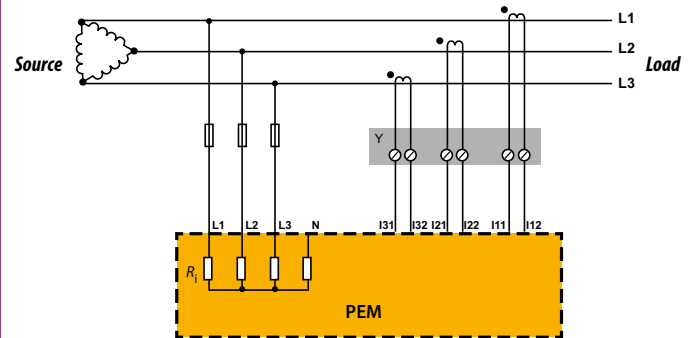 L1
L2
Source
Load
L3
Y
L1 L2 L3 N I31 I32 I21 I22 I11 I12
Ri
PEM